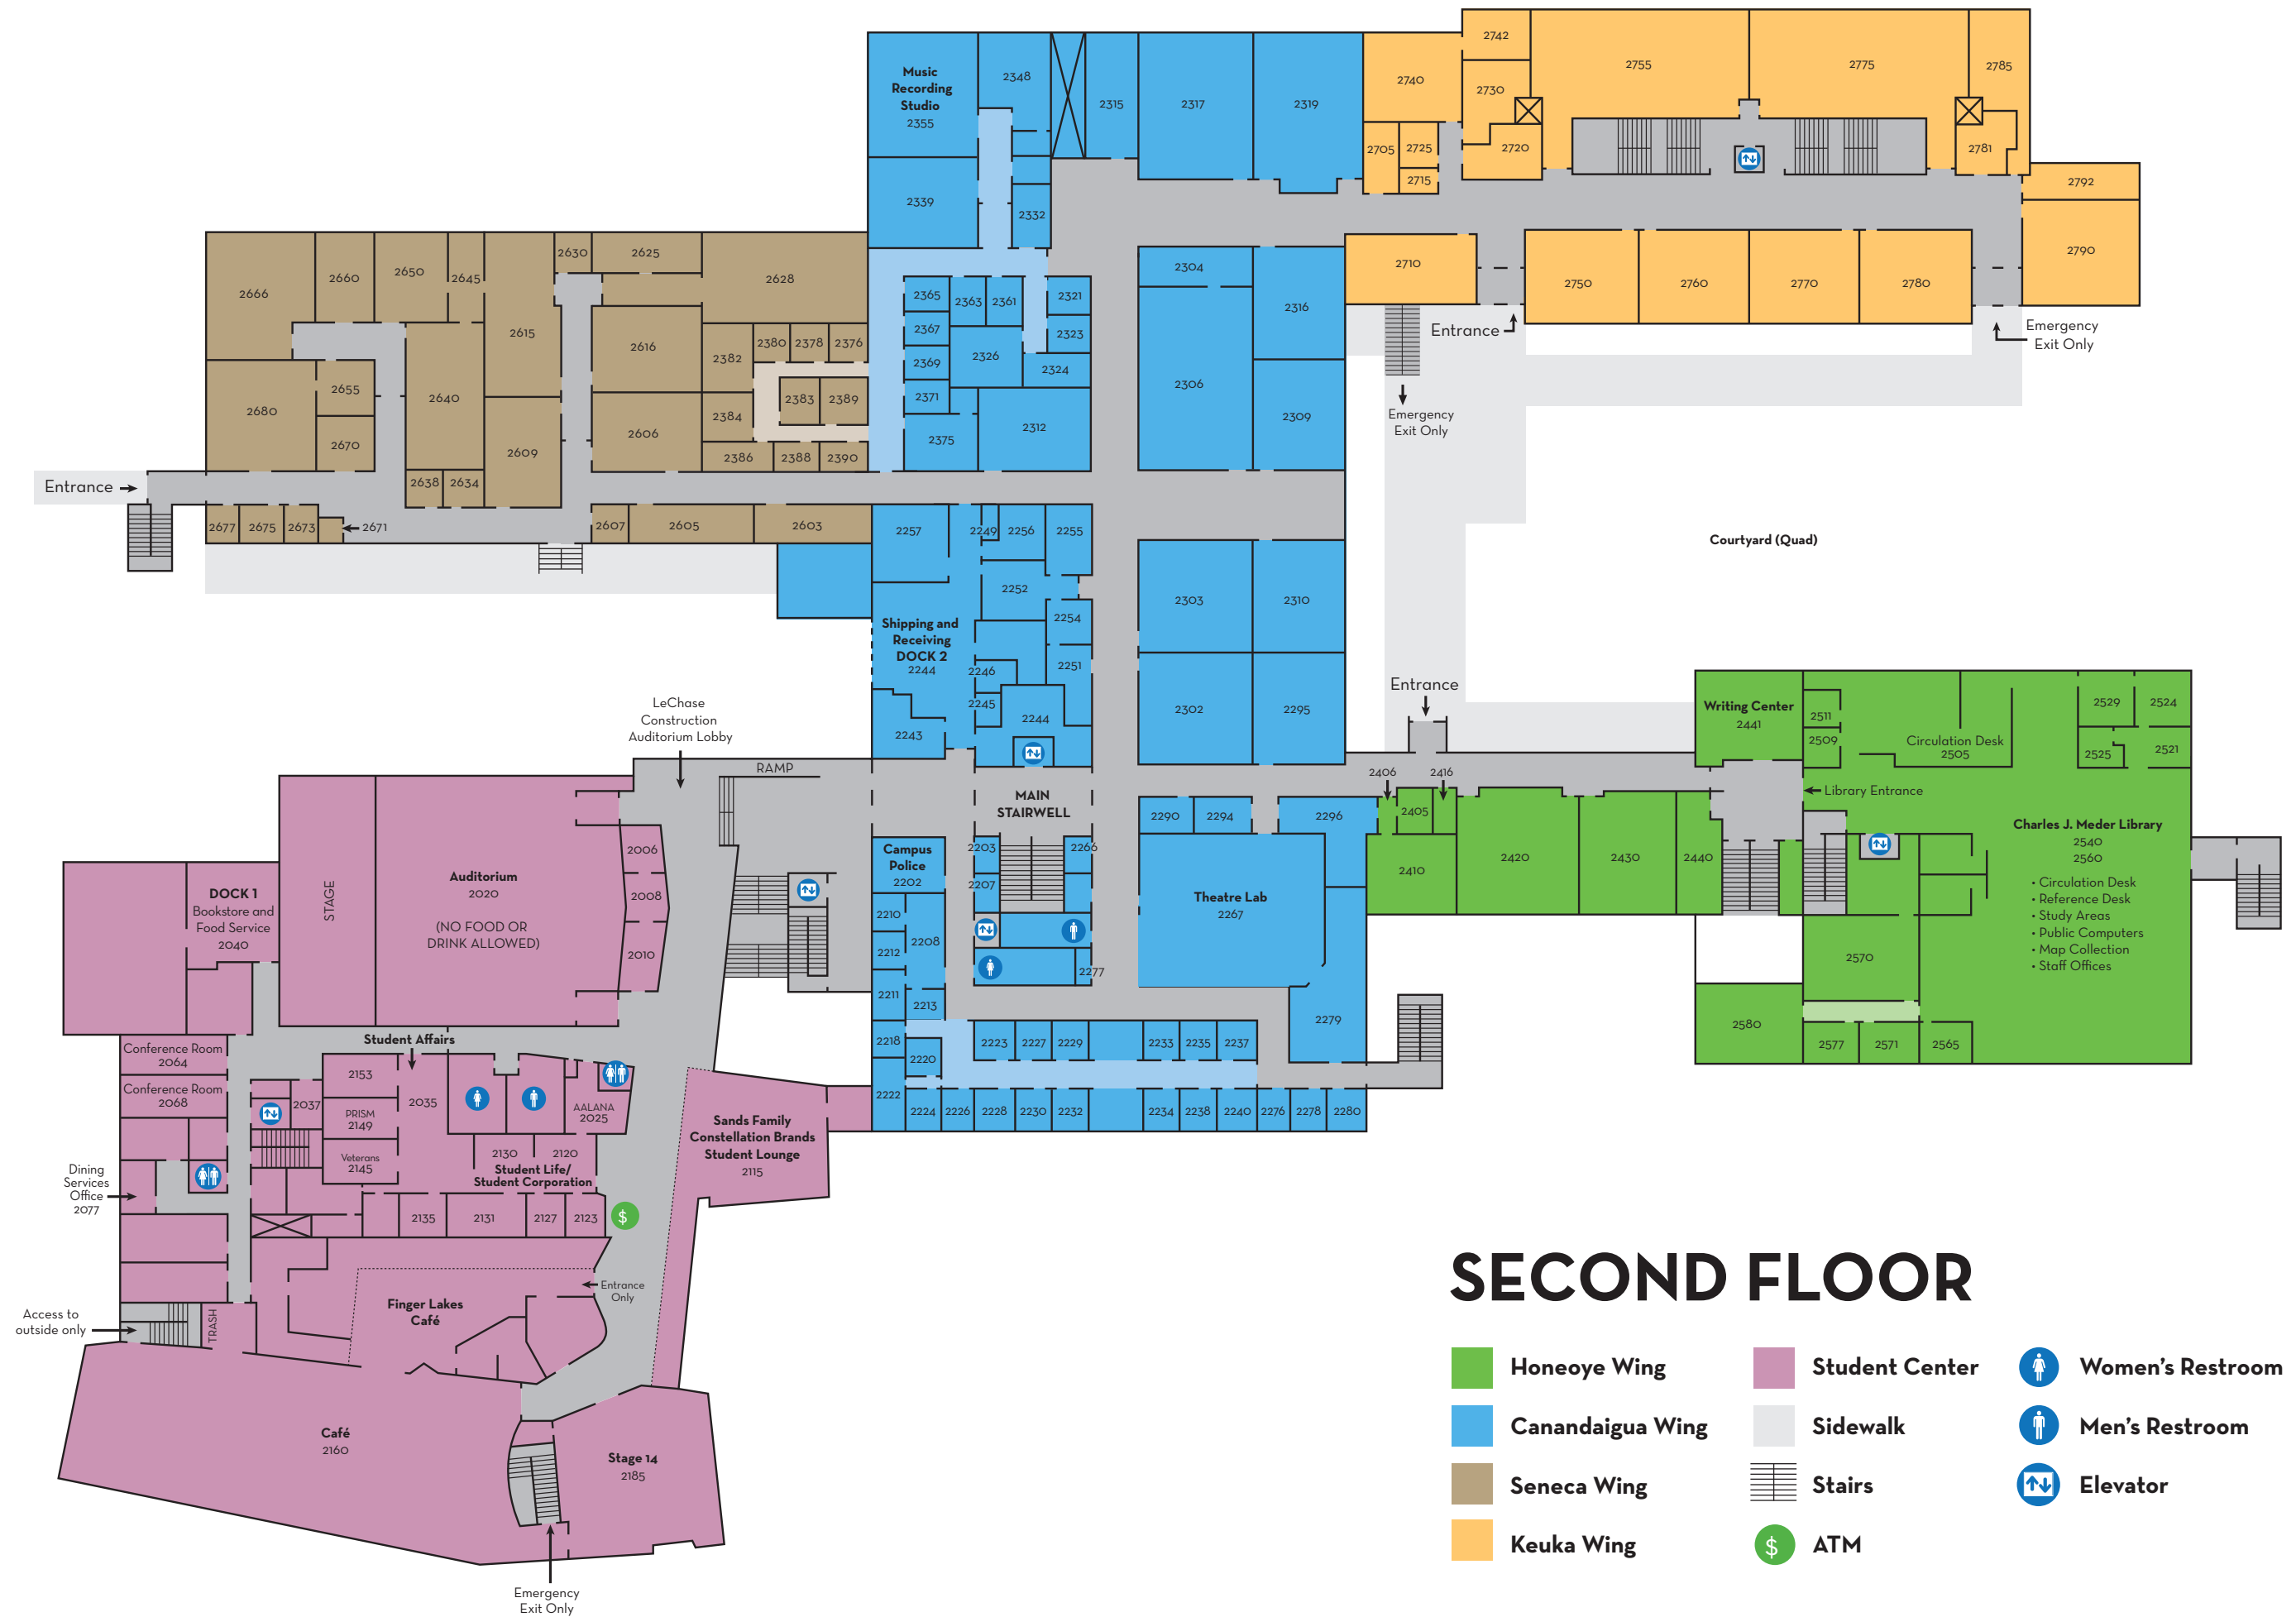 Music
Recording
Studio
2355
2348
2315
2317
2319
2740
2742
2730
2755
2775
2785
2705
2725
2715
2720
2781
2792
2790
2339
2332
2304
2306
2316
2309
2710
2750
2760
2770
2780
Entrance
Emergency
Exit Only
Emergency
Exit Only
2666
2660
2650
2645
2630
2625
2628
2615
2616
2640
2655
2680
2670
2609
2606
2638
2634
2382
2380
2378
2376
2383
2389
2384
2386
2388
2390
2365
2363
2361
2321
2367
2323
2369
2326
2324
2371
2375
2312
Entrance
2677
2675
2673
2671
2607
2605
2603
2257
2249
2256
2255
2252
2254
2251
Shipping and
Receiving
DOCK 2
2244
2246
2245
2244
2243
2303
2310
2302
2295
Courtyard (Quad)
Entrance
LeChase
Construction
Auditorium Lobby
RAMP
MAIN
STAIRWELL
2406
2416
2405
2410
2420
2430
2440
Writing Center
2441
2511
2509
Circulation Desk
2505
2529
2524
2525
2521
Library Entrance
Charles J. Meder Library
2540
2560
• Circulation Desk
• Reference Desk
• Study Areas
• Public Computers
• Map Collection
• Staff Offices
2570
2580
2577
2571
2565
2290
2294
2296
Theatre Lab
2267
2279
Campus
Police
2202
2203
2266
2207
2210
2208
2212
2211
2213
2277
2218
2220
2222
2223
2227
2229
2233
2235
2237
2224
2226
2228
2230
2232
2234
2238
2240
2276
2278
2280
DOCK 1
Bookstore and
Food Service
2040
STAGE
Auditorium
2020
(NO FOOD OR
DRINK ALLOWED)
2006
2008
2010
Student Affairs
Conference Room
2064
Conference Room
2068
2037
2153
PRISM
2149
Veterans
2145
2035
AALANA
2025
2130
2120
Student Life/
Student Corporation
2135
2131
2127
2123
$
Sands Family
Constellation Brands
Student Lounge
2115
Dining
Services
Office
2077
Access to
outside only
TRASH
Finger Lakes
Café
Entrance
Only
Café
2160
Stage 14
2185
Emergency
Exit Only
SECOND FLOOR
Honeoye Wing
Canandaigua Wing
Seneca Wing
Keuka Wing
Student Center
Sidewalk
Stairs
$
ATM
Women's Restroom
Men's Restroom
Elevator